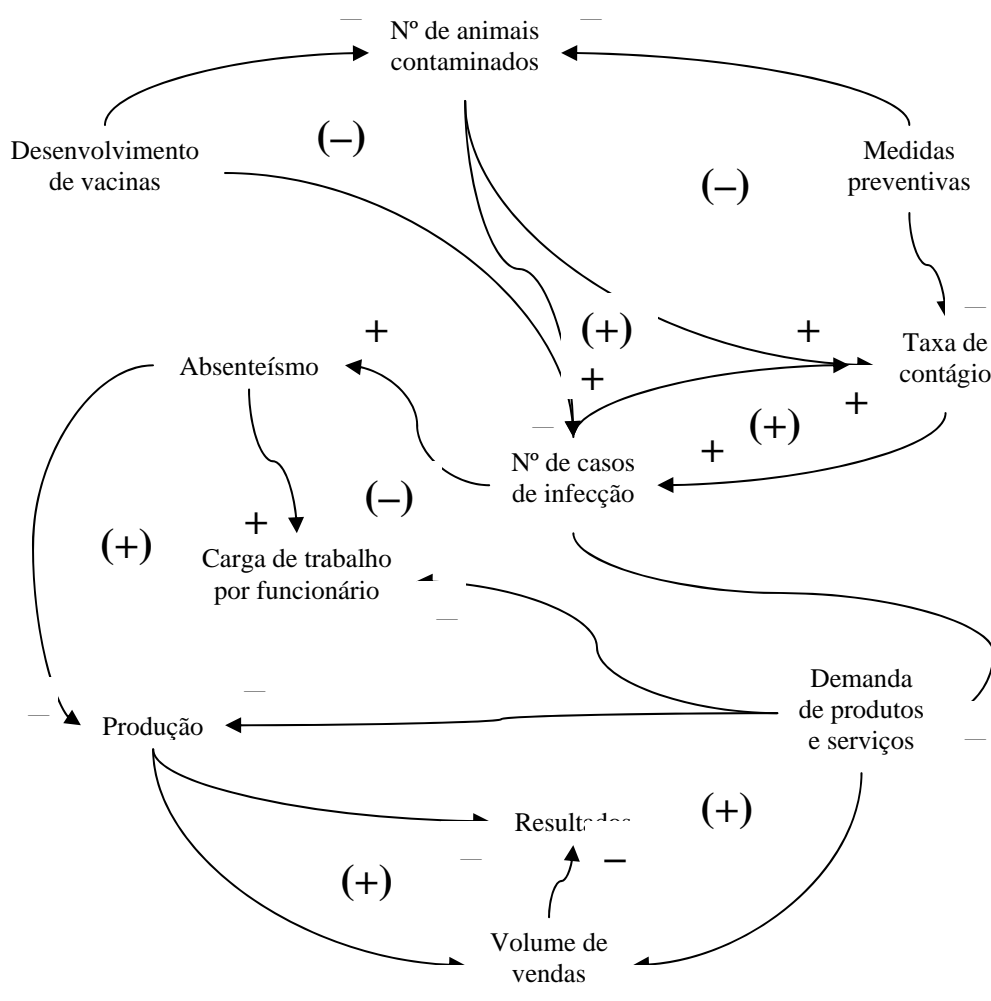 —
Nº de animais
contaminados
—
(–)
Desenvolvimento
de vacinas
Medidas
preventivas
(–)
—
+
(+)
+
Taxa de
contágio
Absenteísmo
+
+
—
(+)
+
Nº de casos
de infecção
(–)
+
(+)
Carga de trabalho
por funcionário
—
—
Demanda
de produtos
e serviços
—
Produção
—
(+)
—
–
(+)
Volume de
vendas